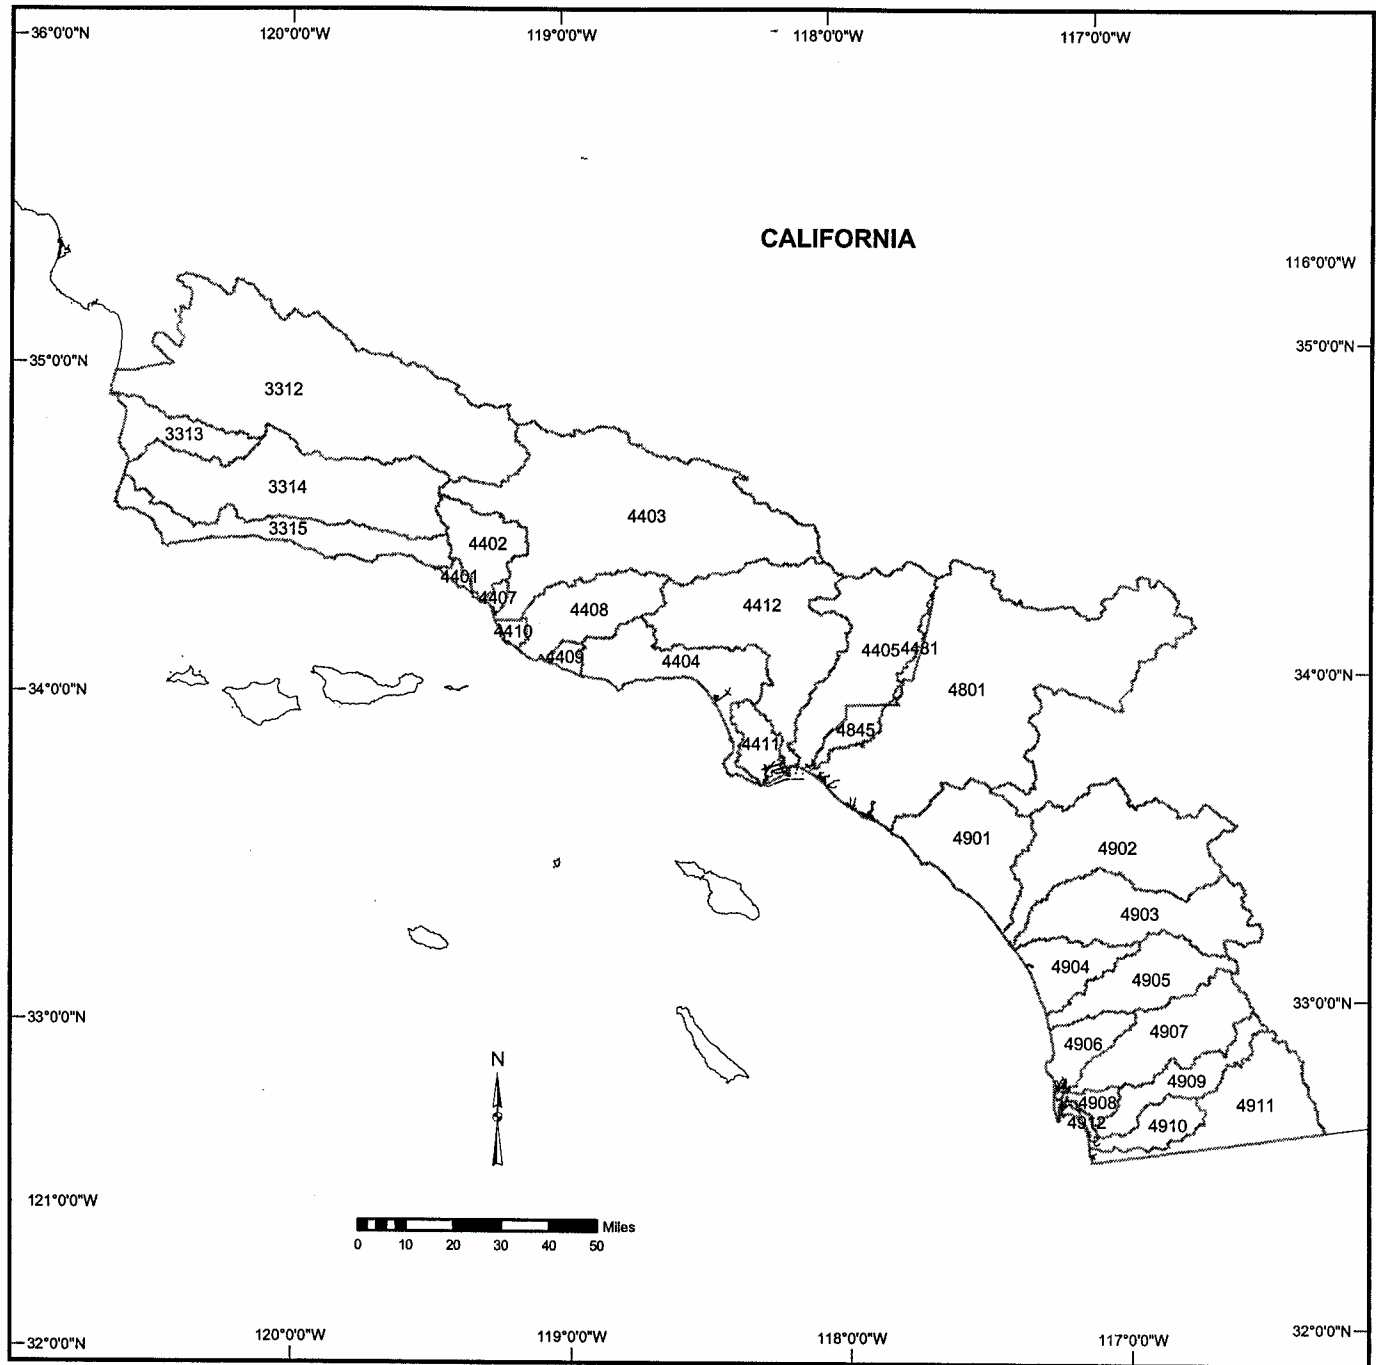 36°0'0"N
120°0'0"W
119°0'0"W
118°0'0"W
117°0'0"W
CALIFORNIA
116°0'0"W
35°0'0"N
35°0'0"N
3312
3313
3314
3315
4403
4402
4401
4407
4408
4412
4410
4409
4404
4405
4481
4801
34°0'0"N
34°0'0"N
4845
4411
4901
4902
4903
4904
4905
33°0'0"N
33°0'0"N
4906
4907
N
4909
4908
4911
4912
4910
121°0'0"W
Miles
0 10 20 30 40 50
32°0'0"N
120°0'0"W
119°0'0"W
118°0'0"W
117°0'0"W
32°0'0"N